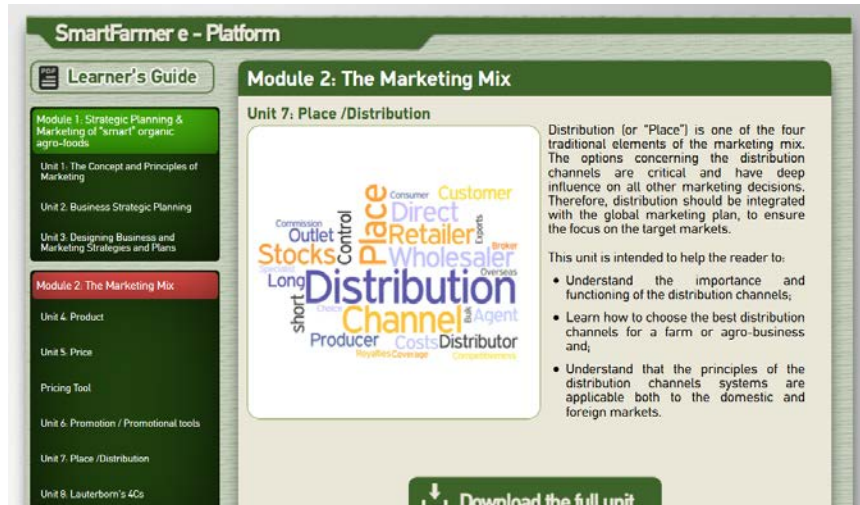 SmartFarmer e - Platform
PDF
Learner's Guide
Module 1: Strategic Planning &
Marketing of "smart" organic
agro-foods
Unit 1: The Concept and Principles of
Marketing
Unit 2: Business Strategic Planning
Unit 3: Designing Business and
Marketing Strategies and Plans
Module 2: The Marketing Mix
Unit 4: Product
Unit 5: Price
Pricing Tool
Unit 6: Promotion / Promotional tools
Unit 7: Place /Distribution
Unit 8: Lauterborn's 4Cs
Module 2: The Marketing Mix
Unit 7: Place /Distribution
Consumer
Customer
Place
Direct
Commission
Outlet
Control
Retailer
Exports
Stocks
Wholesaler
Broker
Specialist
Overseas
Long
Distribution
short
Choice
Channel
Bulk
Agent
Producer
Costs
Distributor
Royalties
Coverage
Competitiveness
Distribution (or "Place") is one of the four
traditional elements of the marketing mix.
The options concerning the distribution
channels are critical and have deep
influence on all other marketing decisions.
Therefore, distribution should be integrated
with the global marketing plan, to ensure
the focus on the target markets.
This unit is intended to help the reader to:
• Understand the importance and
functioning of the distribution channels;
• Learn how to choose the best distribution
channels for a farm or agro-business
and;
• Understand that the principles of the
distribution channels systems are
applicable both to the domestic and
foreign markets.
Download the full unit